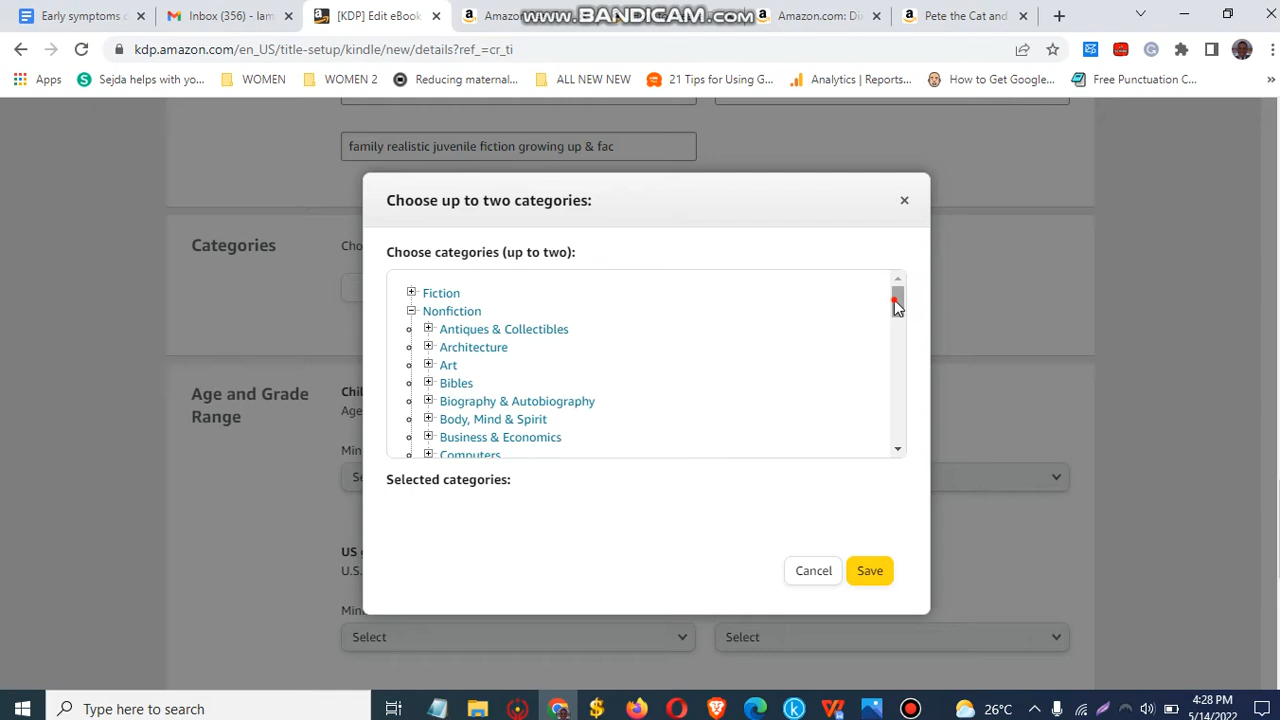 Early symptoms c
Inbox (356) - lam
[KDP] Edit eBook
Amazon
www.BANDICAM.com
Amazon.com: Di
Pete the Cat and
kdp.amazon.com/en_US/title-setup/kindle/new/details?ref_=cr_ti
Apps
Sejda helps with yo...
WOMEN
WOMEN 2
Reducing maternal...
ALL NEW NEW
21 Tips for Using G...
Analytics | Reports...
How to Get Google...
Free Punctuation C...
»
family realistic juvenile fiction growing up & fac
Choose up to two categories:
Categories
Cho
Choose categories (up to two):
Fiction
Nonfiction
Antiques & Collectibles
Architecture
Art
Bibles
Biography & Autobiography
Body, Mind & Spirit
Business & Economics
Computers
Age and Grade
Range
Chil
Age
Min
Se
Selected categories:
US
U.S.
Cancel
Save
Min
Select
Select
Type here to search
26°C
4:28 PM
5/14/2022